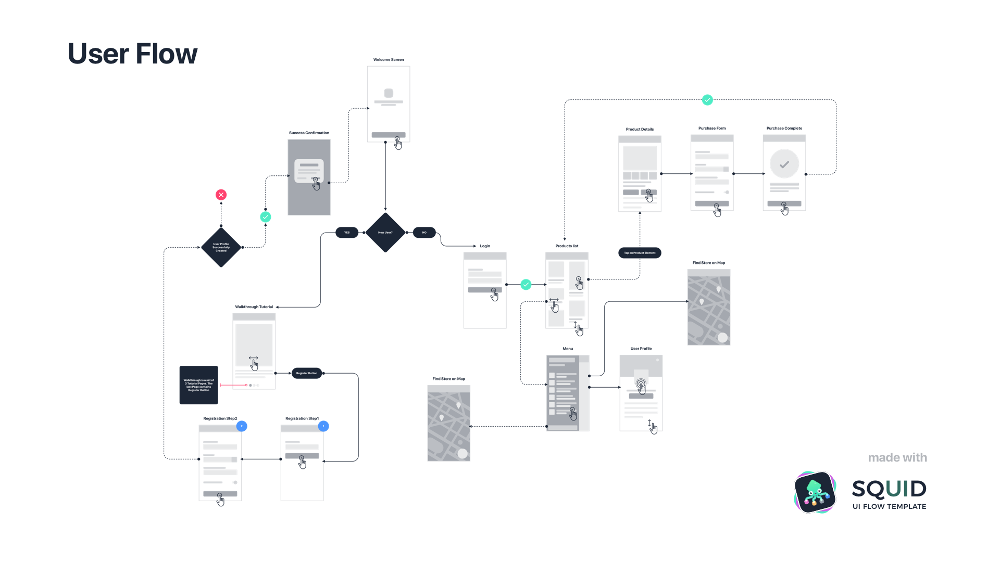 User Flow
Welcome Screen
Success Confirmation
Product Details
Purchase Form
Purchase Complete
User Profile
Successfully
Created
YES
New User?
NO
Login
Products list
Tap on Product Element
Find Store on Map
Walkthrough Tutorial
Menu
User Profile
Walkthrough is a set of
3 Tutorial Pages. The
last Page contains
Register Button
Register Button
Find Store on Map
Registration Step2
2
Registration Step1
1
made with
SQUID
UI FLOW TEMPLATE